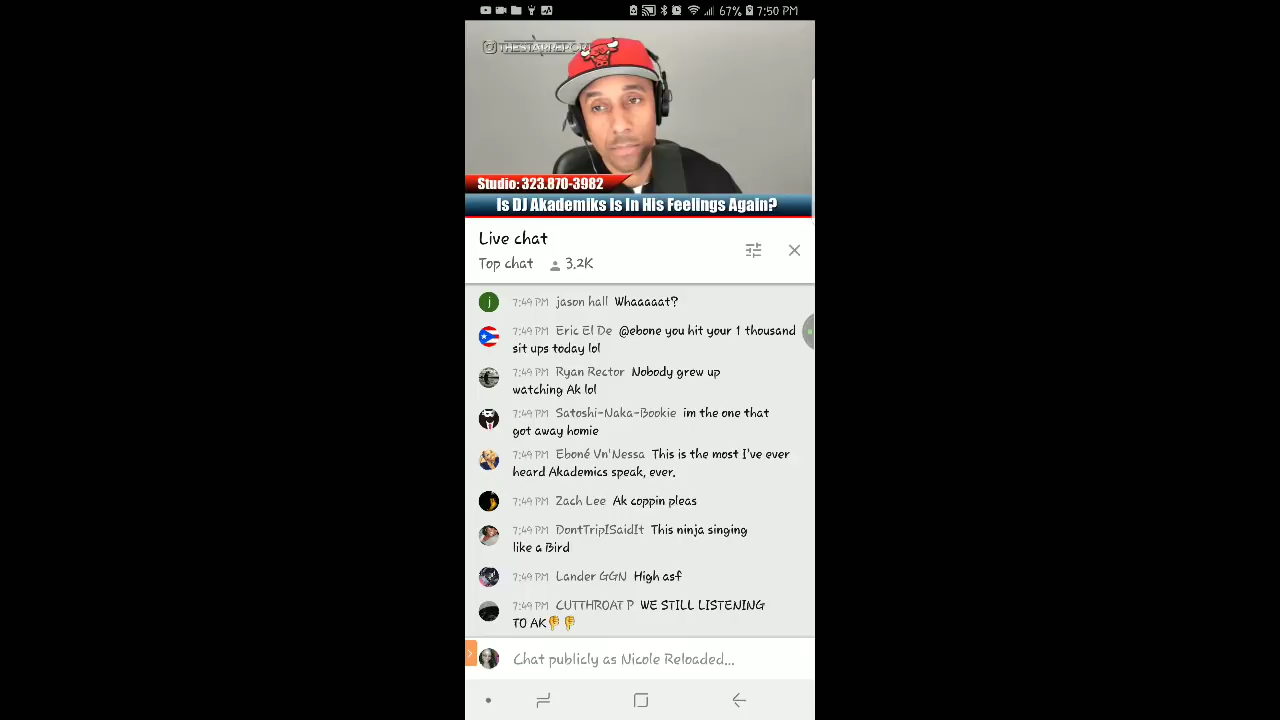 67% 7:50 PM
THESTARREPORT
Studio: 323.870-3982
Is DJ Akademiks Is In His Feelings Again?
Live chat
Top chat 3.2K
j 7:49 PM jason hall Whaaaaat?
7:49 PM Eric El De @ebone you hit your 1 thousand
sit ups today lol
7:49 PM Ryan Rector Nobody grew up
watching Ak lol
7:49 PM Satoshi-Naka-Bookie im the one that
got away homie
7:49 PM Eboné Vn'Nessa This is the most I've ever
heard Akademics speak, ever.
7:49 PM Zach Lee Ak coppin pleas
7:49 PM DontTripISaidIt This ninja singing
like a Bird
7:49 PM Lander GGN High asf
7:49 PM CUTTHROAT P WE STILL LISTENING
TO AK👎👎
Chat publicly as Nicole Reloaded...